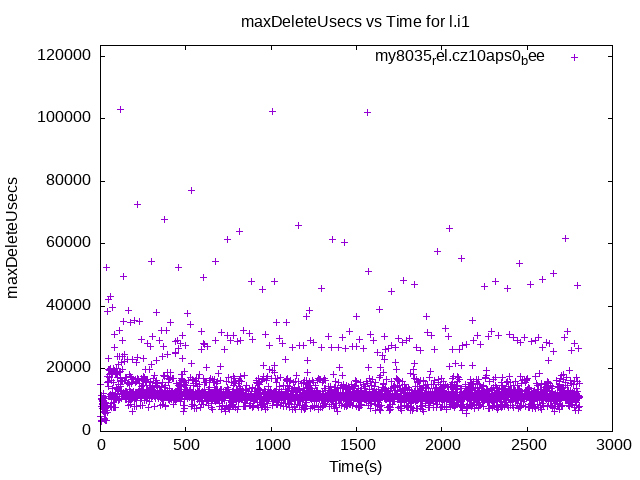 maxDeleteUsecs vs Time for l.i1
my8035rel.cz10aps0bee
120000
100000
80000
60000
40000
20000
0
maxDeleteUsecs
0 500 1000 1500 2000 2500 3000
Time(s)